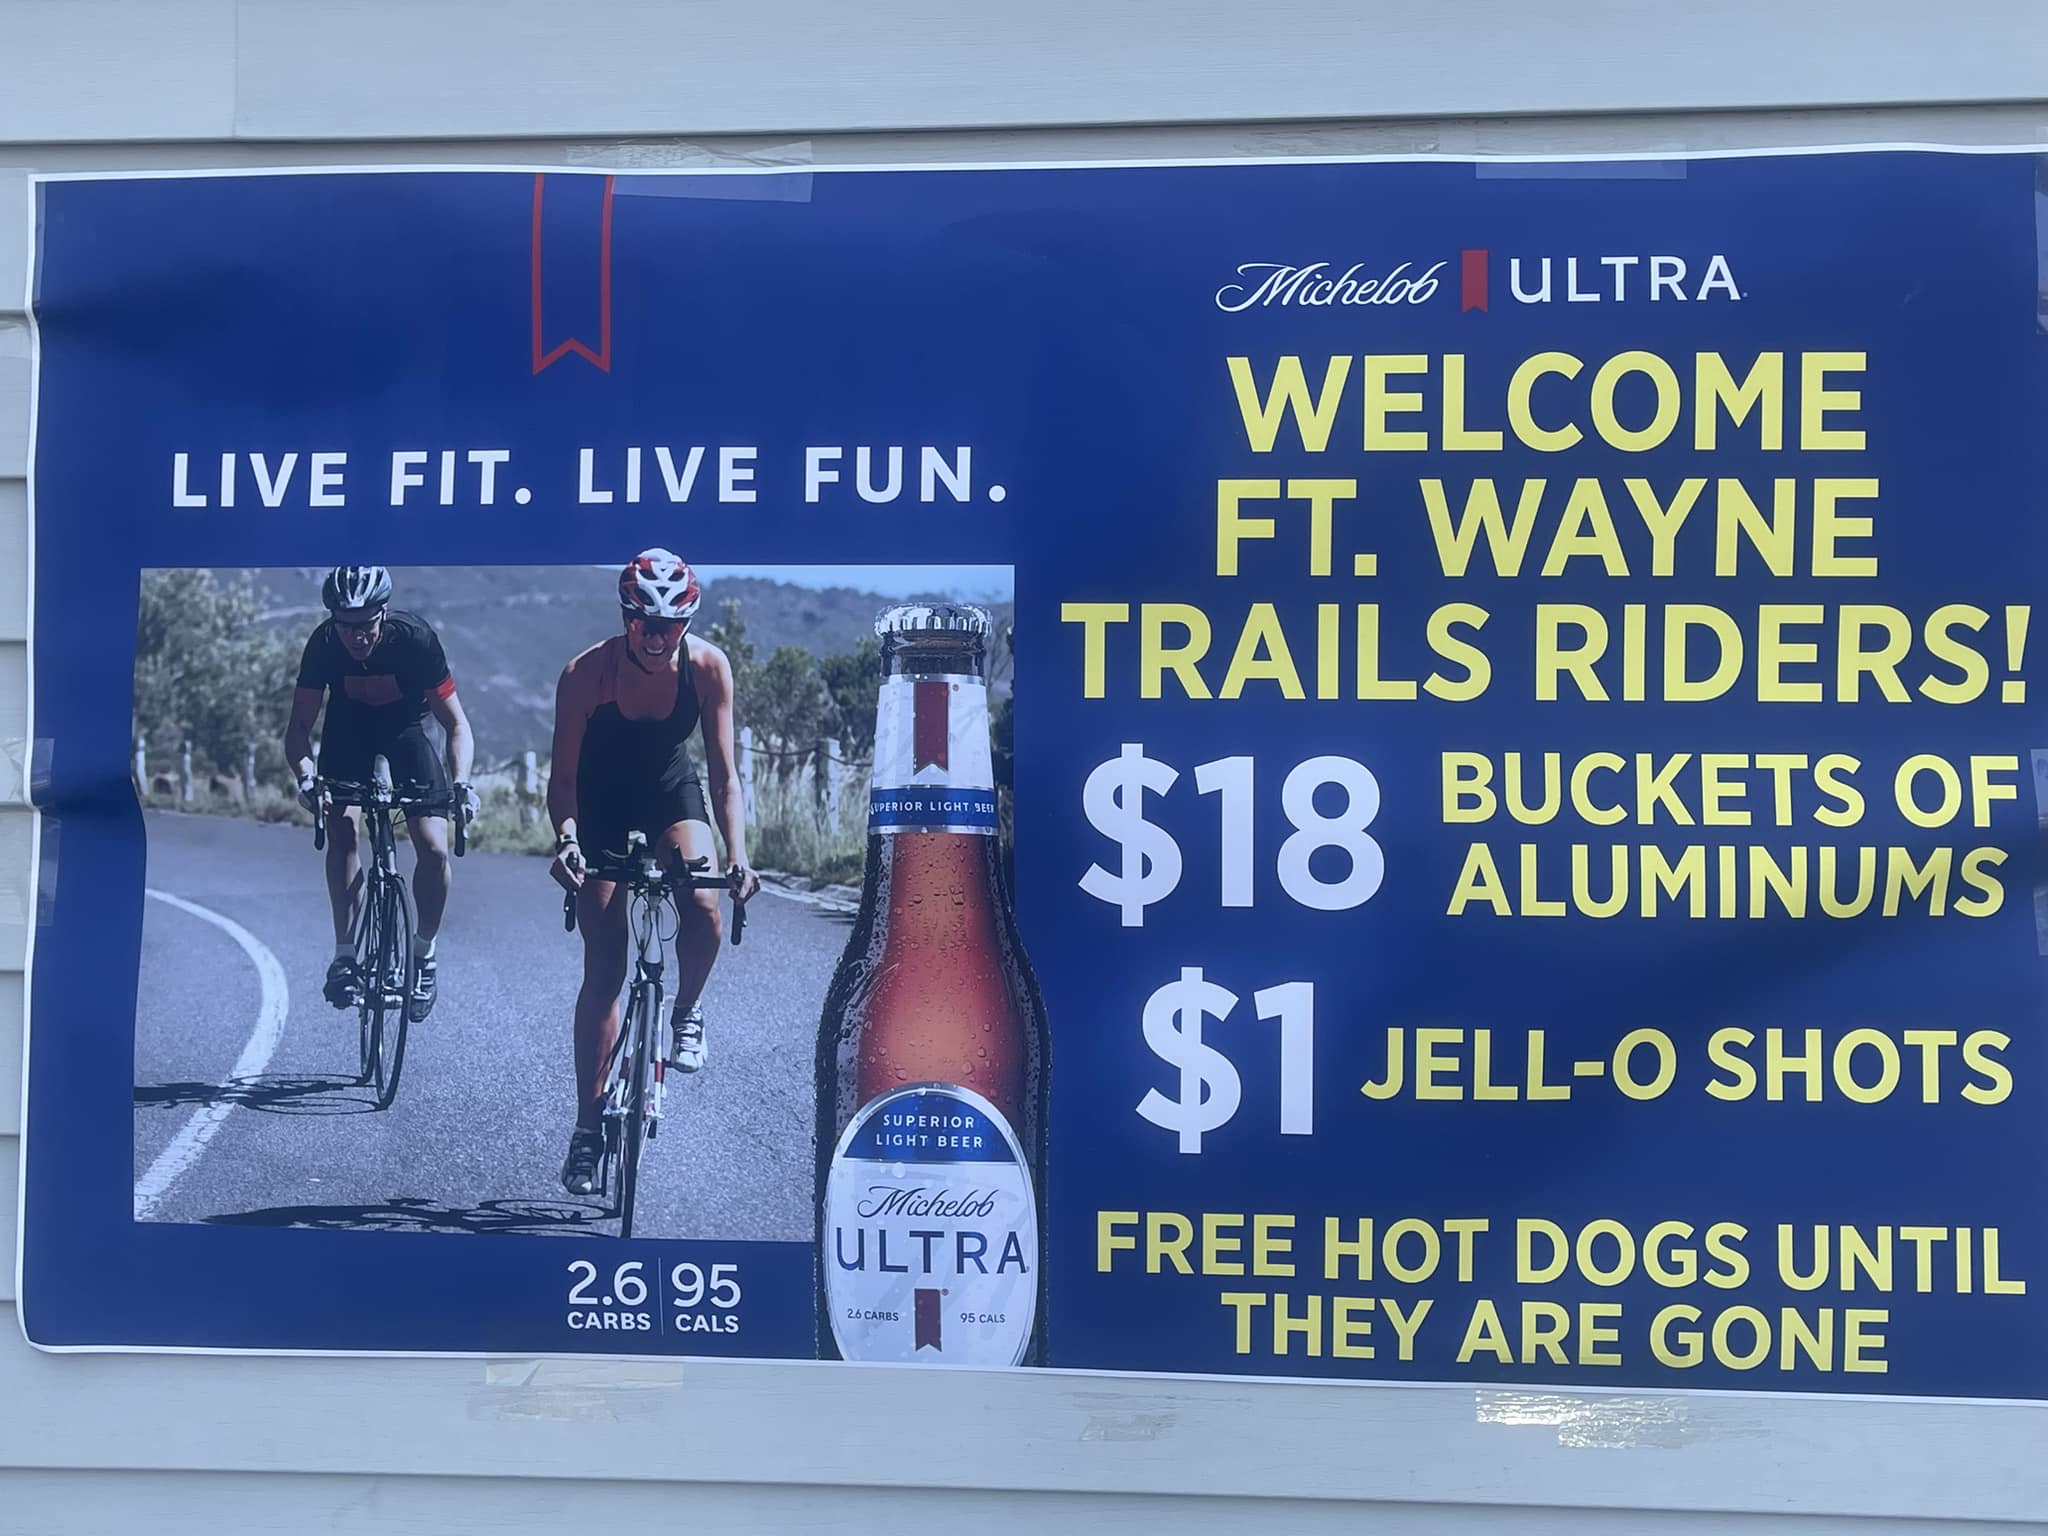 LIVE FIT. LIVE FUN.
SUPERIOR LIGHT BEER
SUPERIOR
LIGHT BEER
Michelob
ULTRA
2.6 CARBS 95 CALS
2.6 95
CARBS CALS
Michelob ULTRA
WELCOME
FT. WAYNE
TRAILS RIDERS!
$18 BUCKETS OF
ALUMINUMS
$1 JELL-O SHOTS
FREE HOT DOGS UNTIL
THEY ARE GONE